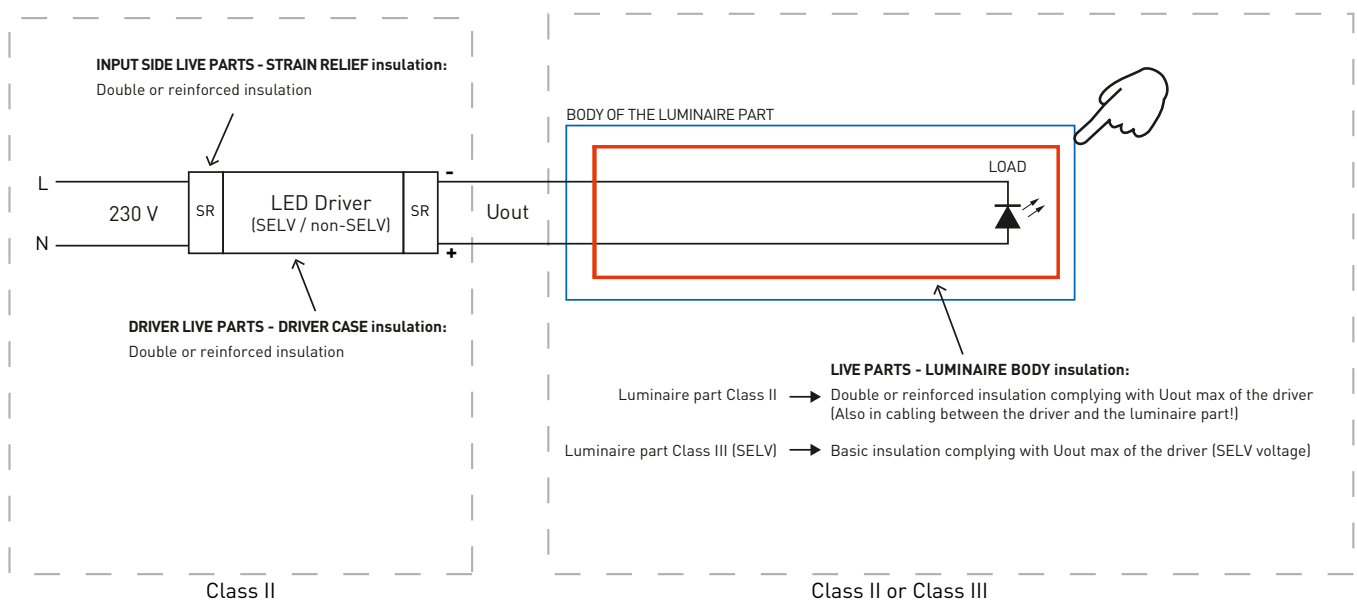 INPUT SIDE LIVE PARTS - STRAIN RELIEF insulation:
Double or reinforced insulation
L
230 V
N
SR
LED Driver
(SELV / non-SELV)
SR
-
+
Uout
DRIVER LIVE PARTS - DRIVER CASE insulation:
Double or reinforced insulation
Class II
BODY OF THE LUMINAIRE PART
LOAD
LIVE PARTS - LUMINAIRE BODY insulation:
Luminaire part Class II
Double or reinforced insulation complying with Uout max of the driver
(Also in cabling between the driver and the luminaire part!)
Luminaire part Class III (SELV)
Basic insulation complying with Uout max of the driver (SELV voltage)
Class II or Class III